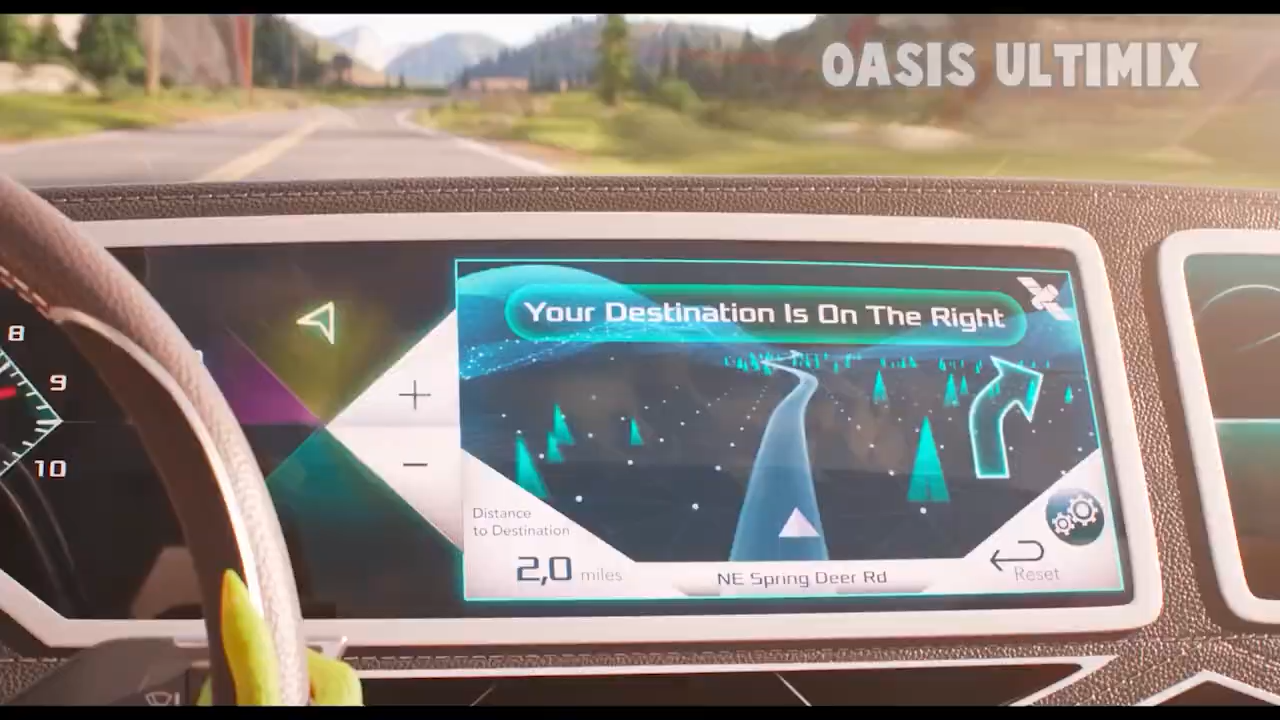 OASIS ULTIMIX
Your Destination Is On The Right
8
9
10
+
−
Distance
to Destination
2,0 miles
NE Spring Deer Rd
Reset